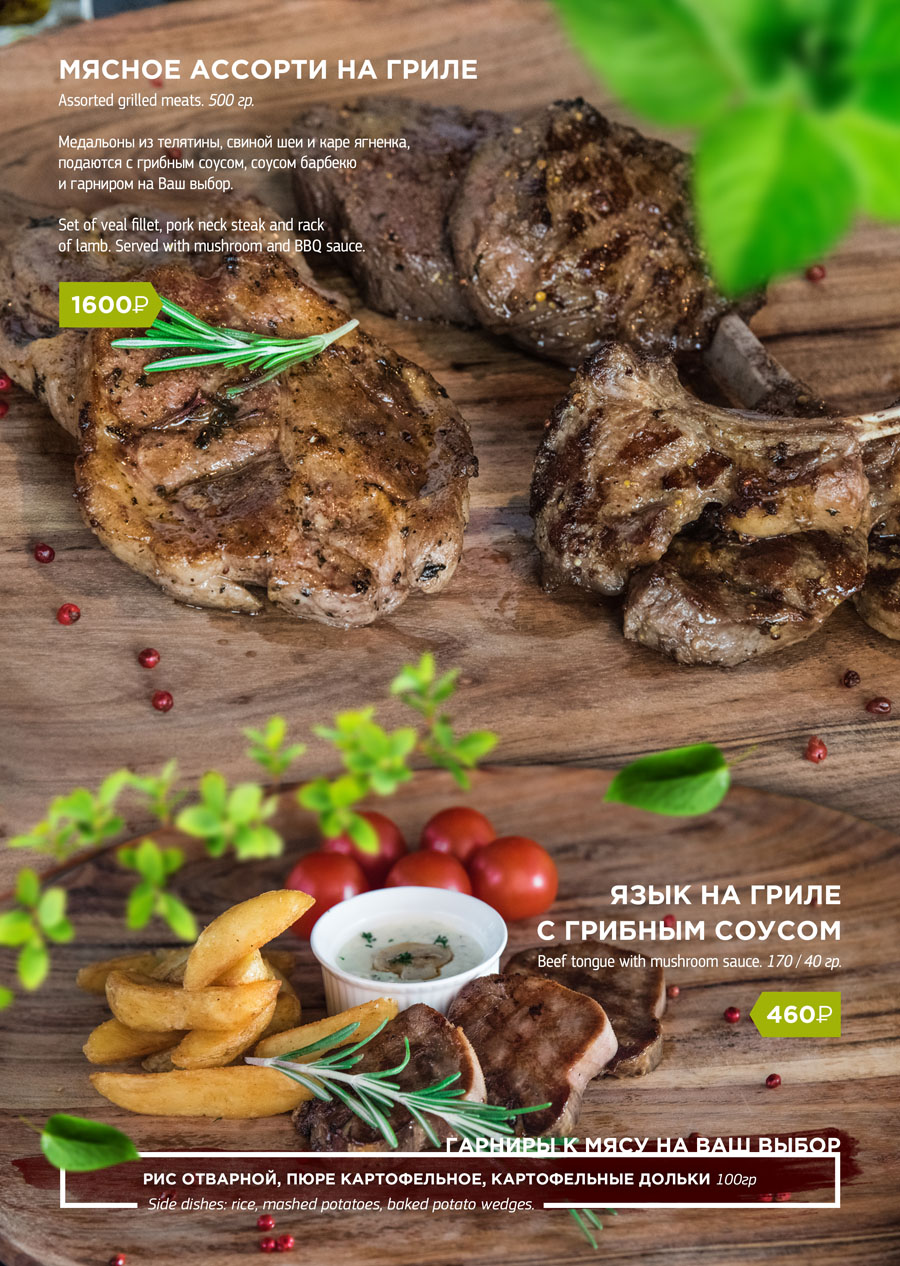 МЯСНОЕ АССОРТИ НА ГРИЛЕ
Assorted grilled meats. 500 гр.
Медальоны из телятины, свиной шеи и каре ягненка,
подаются с грибным соусом, соусом барбекю
и гарниром на Ваш выбор.
Set of veal fillet, pork neck steak and rack
of lamb. Served with mushroom and BBQ sauce.
1600₽
ЯЗЫК НА ГРИЛЕ
С ГРИБНЫМ СОУСОМ
Beef tongue with mushroom sauce. 170 / 40 гр.
460₽
ГАРНИРЫ К МЯСУ НА ВАШ ВЫБОР
РИС ОТВАРНОЙ, ПЮРЕ КАРТОФЕЛЬНОЕ, КАРТОФЕЛЬНЫЕ ДОЛЬКИ 100гр
Side dishes: rice, mashed potatoes, baked potato wedges.